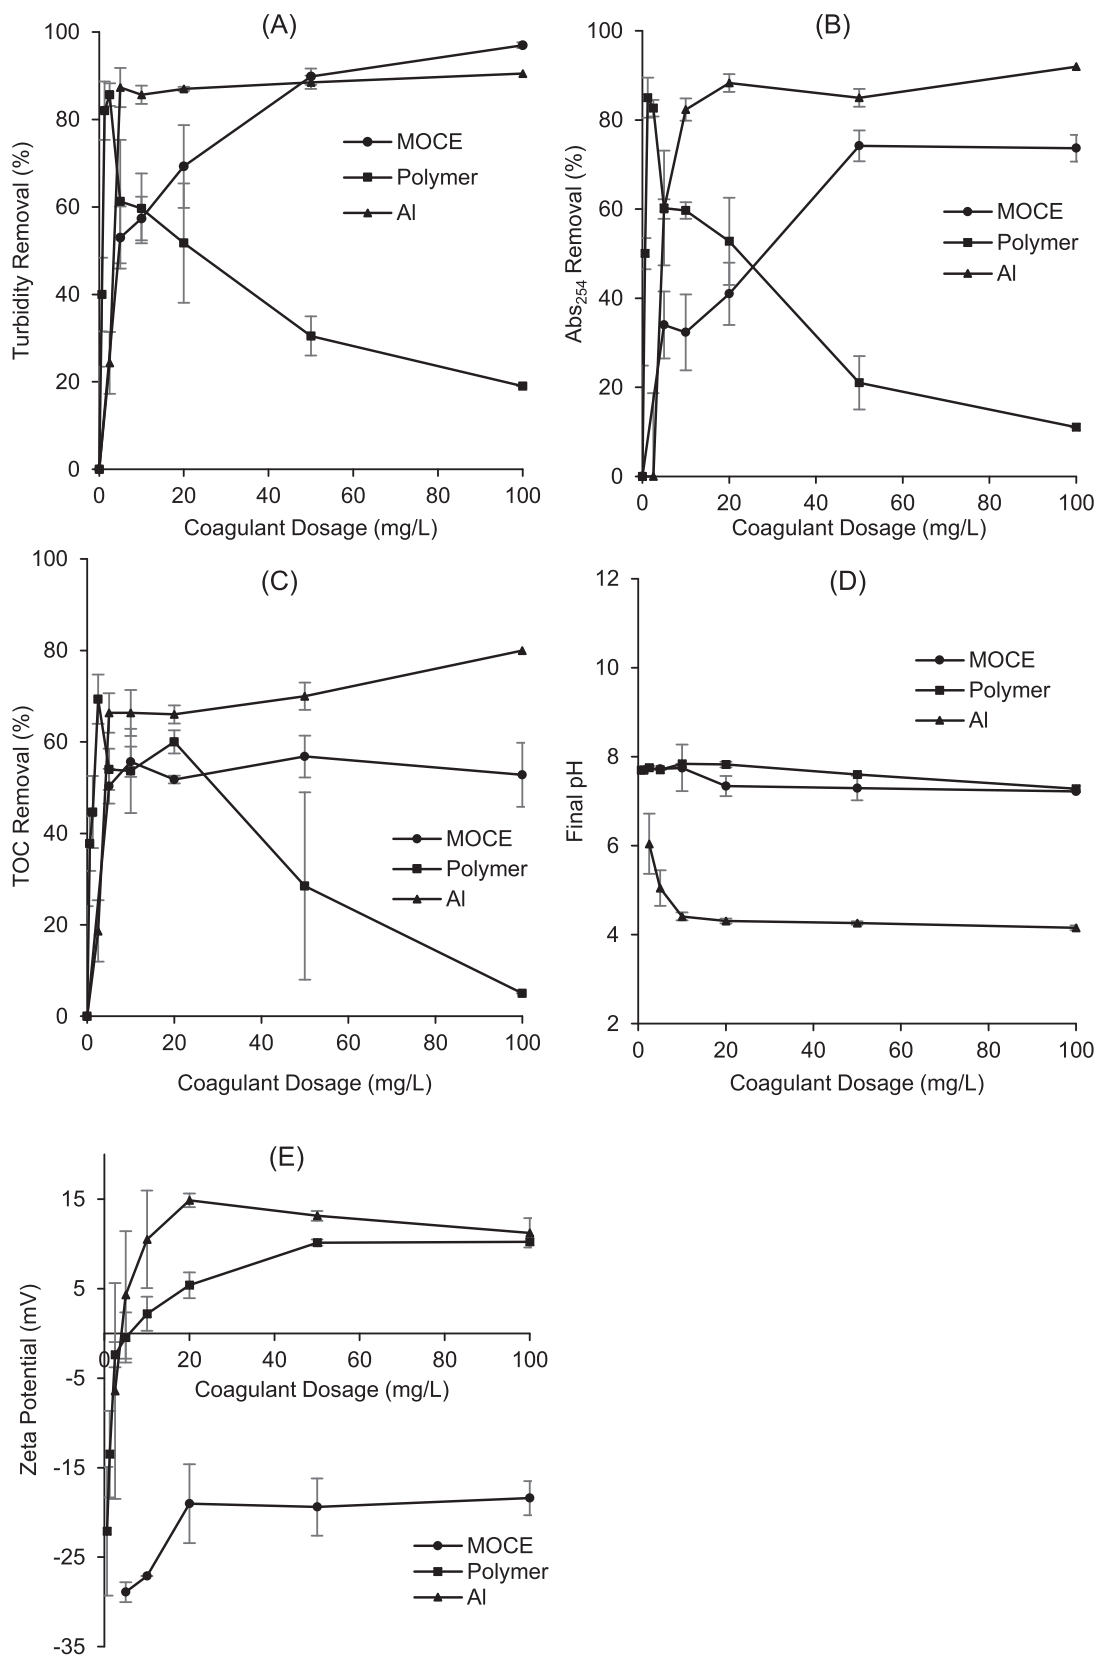 (A)
100
80
60
40
20
0
Turbidity Removal (%)
MOCE
Polymer
Al
0 20 40 60 80 100
Coagulant Dosage (mg/L)
(B)
100
80
60
40
20
0
Abs254 Removal (%)
MOCE
Polymer
Al
0 20 40 60 80 100
Coagulant Dosage (mg/L)
(C)
100
80
60
40
20
0
TOC Removal (%)
MOCE
Polymer
Al
0 20 40 60 80 100
Coagulant Dosage (mg/L)
(D)
12
10
8
6
4
2
Final pH
MOCE
Polymer
Al
0 20 40 60 80 100
Coagulant Dosage (mg/L)
(E)
15
5
-5
-15
-25
-35
Zeta Potential (mV)
0 20 40 60 80 100
Coagulant Dosage (mg/L)
MOCE
Polymer
Al